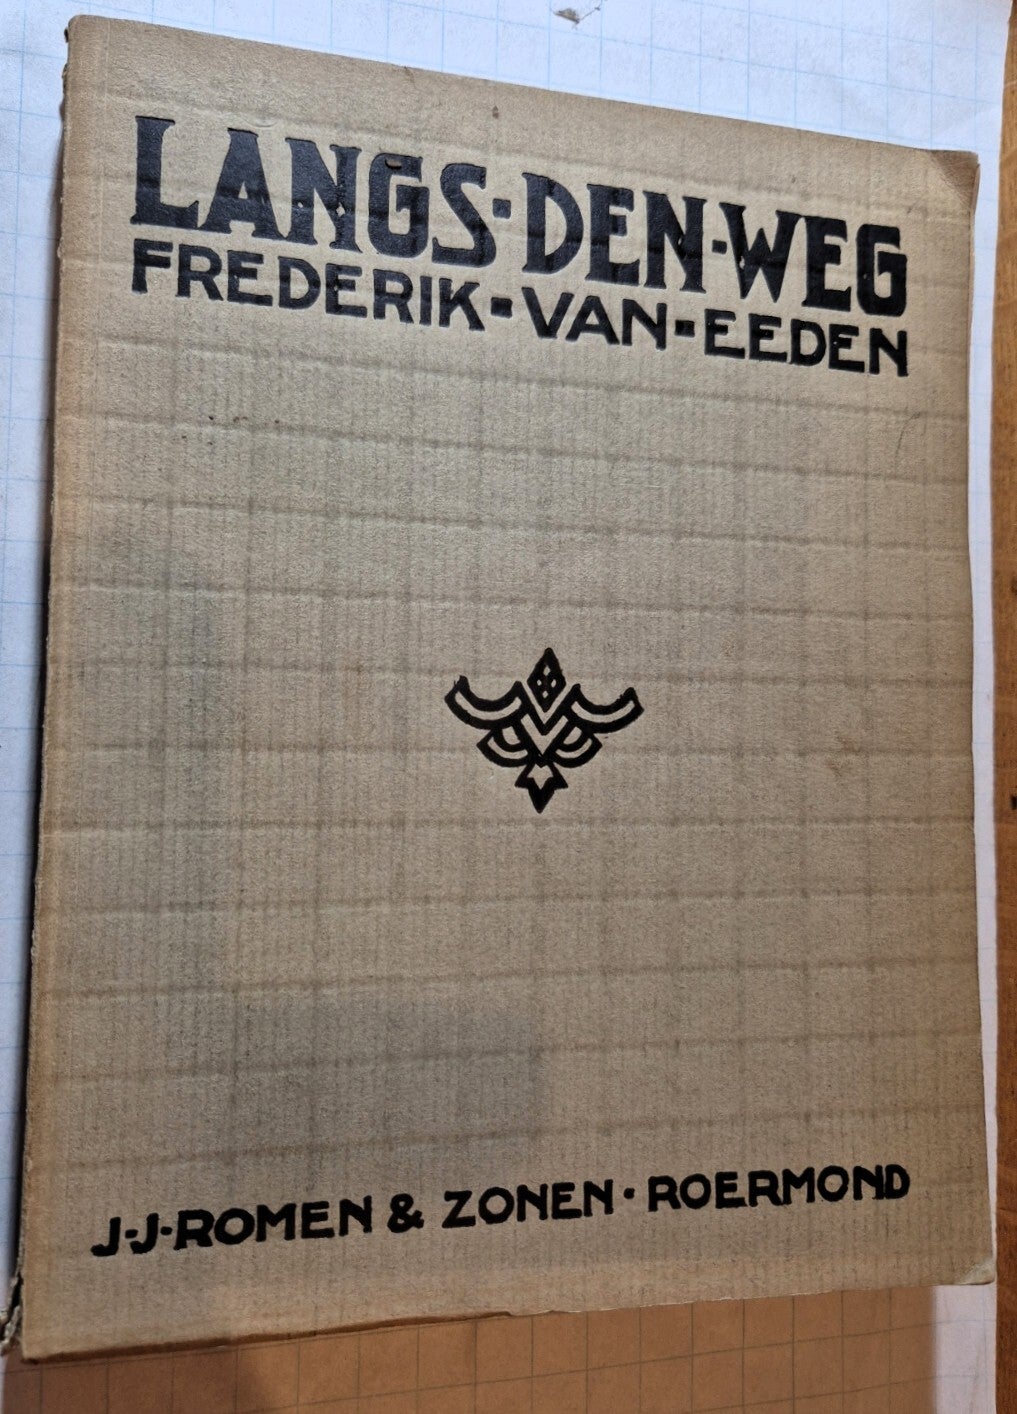 LANGS·DEN·WEG
FREDERIK-VAN-EEDEN
J·J·ROMEN & ZONEN · ROERMOND